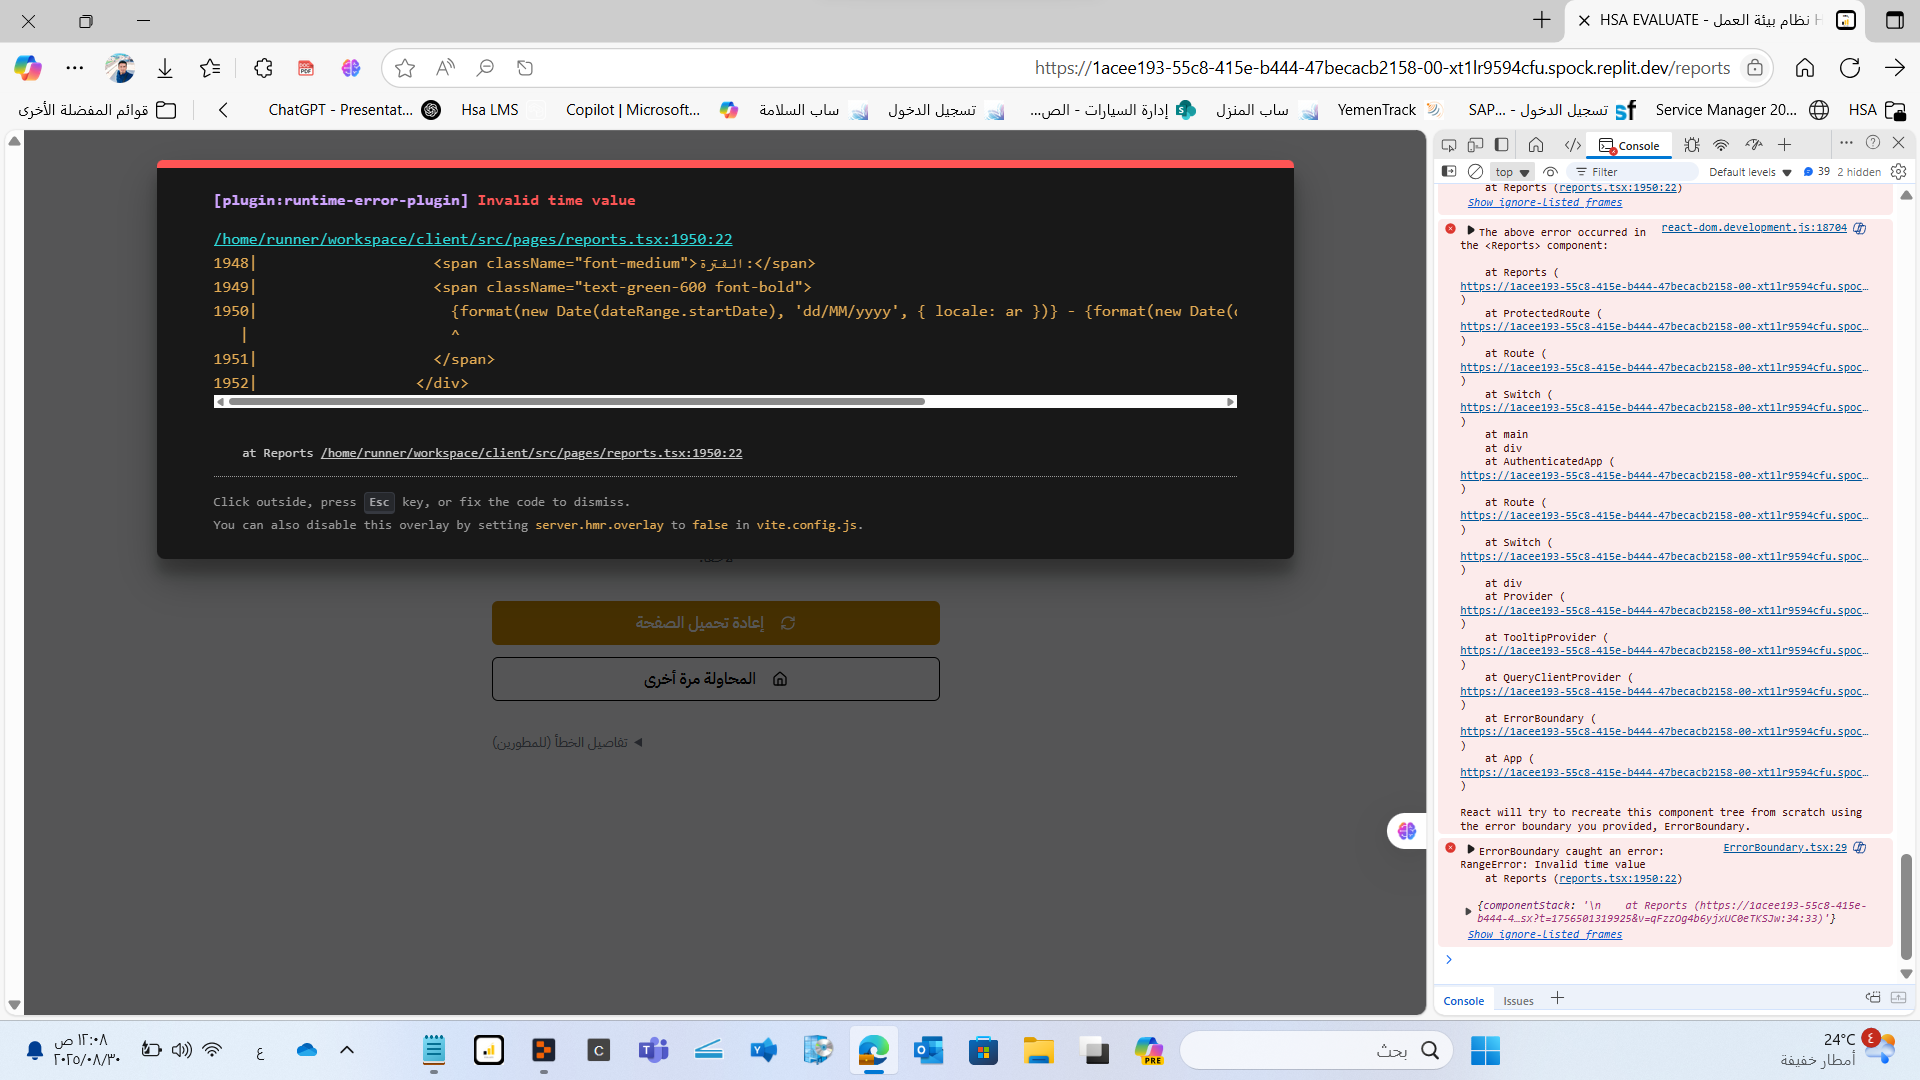 HSA EVALUATE - نظام بيئة العمل H
https://1acee193-55c8-415e-b444-47becacb2158-00-xt1lr9594cfu.spock.replit.dev/reports
HSA
Service Manager 20...
تسجيل الدخول - SAP...
YemenTrack
ساب المنزل
إدارة السيارات - الص...
تسجيل الدخول
ساب السلامة
Copilot | Microsoft...
Hsa LMS
ChatGPT - Presentat...
قوائم المفضلة الأخرى
[plugin:runtime-error-plugin] Invalid time value
/home/runner/workspace/client/src/pages/reports.tsx:1950:22
1948| <span className="font-medium">الفترة:</span>
1949| <span className="text-green-600 font-bold">
1950| {format(new Date(dateRange.startDate), 'dd/MM/yyyy', { locale: ar })} - {format(new Date(
| ^
1951| </span>
1952| </div>
at Reports /home/runner/workspace/client/src/pages/reports.tsx:1950:22
Click outside, press Esc key, or fix the code to dismiss.
You can also disable this overlay by setting server.hmr.overlay to false in vite.config.js.
إعادة تحميل الصفحة
المحاولة مرة أخرى
◀ تفاصيل الخطأ (للمطورين)
Console
top
Filter
Default levels
39
2 hidden
at Reports (reports.tsx:1950:22)
Show ignore-listed frames
The above error occurred in react-dom.development.js:18704
the <Reports> component:
at Reports (
https://1acee193-55c8-415e-b444-47becacb2158-00-xt1lr9594cfu.spoc…
)
at ProtectedRoute (
https://1acee193-55c8-415e-b444-47becacb2158-00-xt1lr9594cfu.spoc…
)
at Route (
https://1acee193-55c8-415e-b444-47becacb2158-00-xt1lr9594cfu.spoc…
)
at Switch (
https://1acee193-55c8-415e-b444-47becacb2158-00-xt1lr9594cfu.spoc…
)
at main
at div
at AuthenticatedApp (
https://1acee193-55c8-415e-b444-47becacb2158-00-xt1lr9594cfu.spoc…
)
at Route (
https://1acee193-55c8-415e-b444-47becacb2158-00-xt1lr9594cfu.spoc…
)
at Switch (
https://1acee193-55c8-415e-b444-47becacb2158-00-xt1lr9594cfu.spoc…
)
at div
at Provider (
https://1acee193-55c8-415e-b444-47becacb2158-00-xt1lr9594cfu.spoc…
)
at TooltipProvider (
https://1acee193-55c8-415e-b444-47becacb2158-00-xt1lr9594cfu.spoc…
)
at QueryClientProvider (
https://1acee193-55c8-415e-b444-47becacb2158-00-xt1lr9594cfu.spoc…
)
at ErrorBoundary (
https://1acee193-55c8-415e-b444-47becacb2158-00-xt1lr9594cfu.spoc…
)
at App (
https://1acee193-55c8-415e-b444-47becacb2158-00-xt1lr9594cfu.spoc…
)
React will try to recreate this component tree from scratch using
the error boundary you provided, ErrorBoundary.
ErrorBoundary caught an error: ErrorBoundary.tsx:29
RangeError: Invalid time value
at Reports (reports.tsx:1950:22)
{componentStack: '\n at Reports (https://1acee193-55c8-415e-
b444-4…sx?t=1756501319925&v=qFzzOg4b6yjxUC0eTKSJw:34:33)'}
Show ignore-listed frames
Console
Issues
١٢:٠٨ ص
٢٠٢٥/٠٨/٣٠
ع
PRE
بحث
24°C
أمطار خفيفة
٤